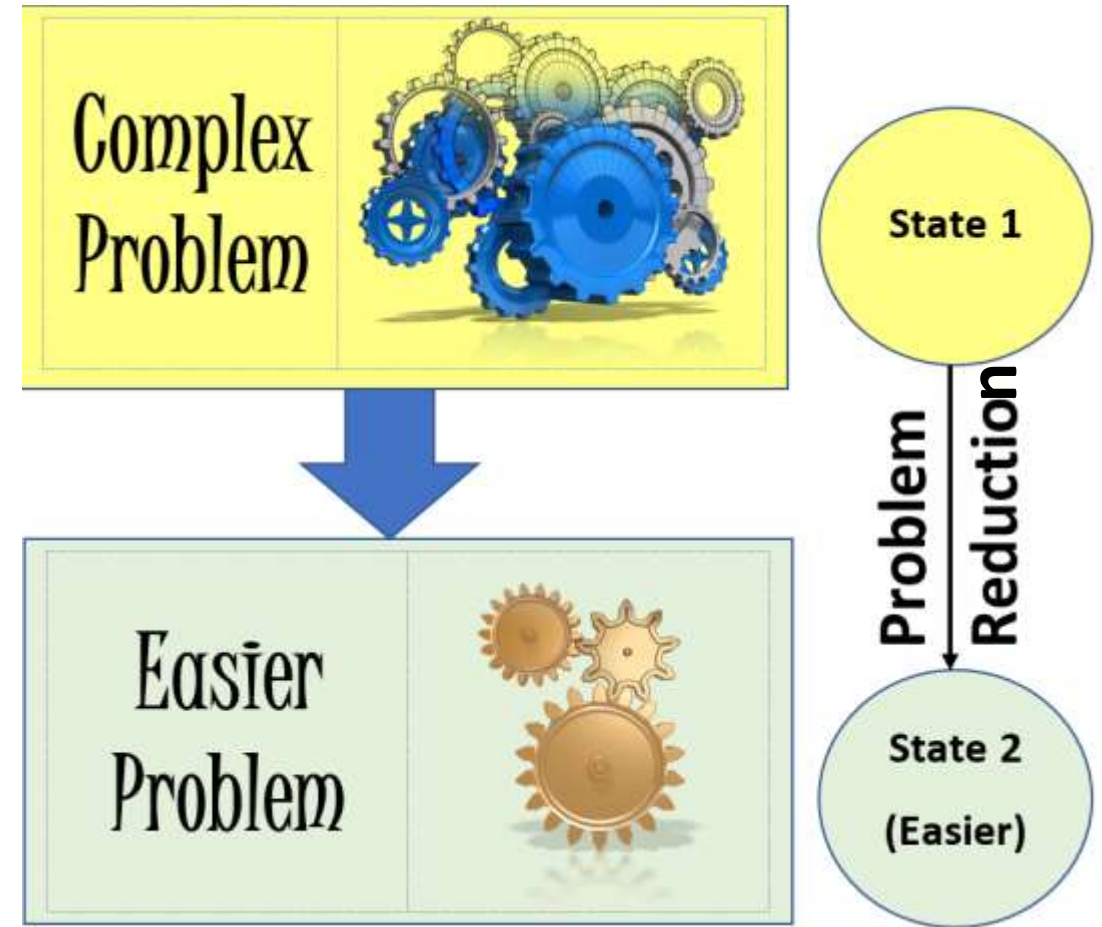 Complex
Problem
State 1
Problem
Reduction
Easier
Problem
State 2
(Easier)